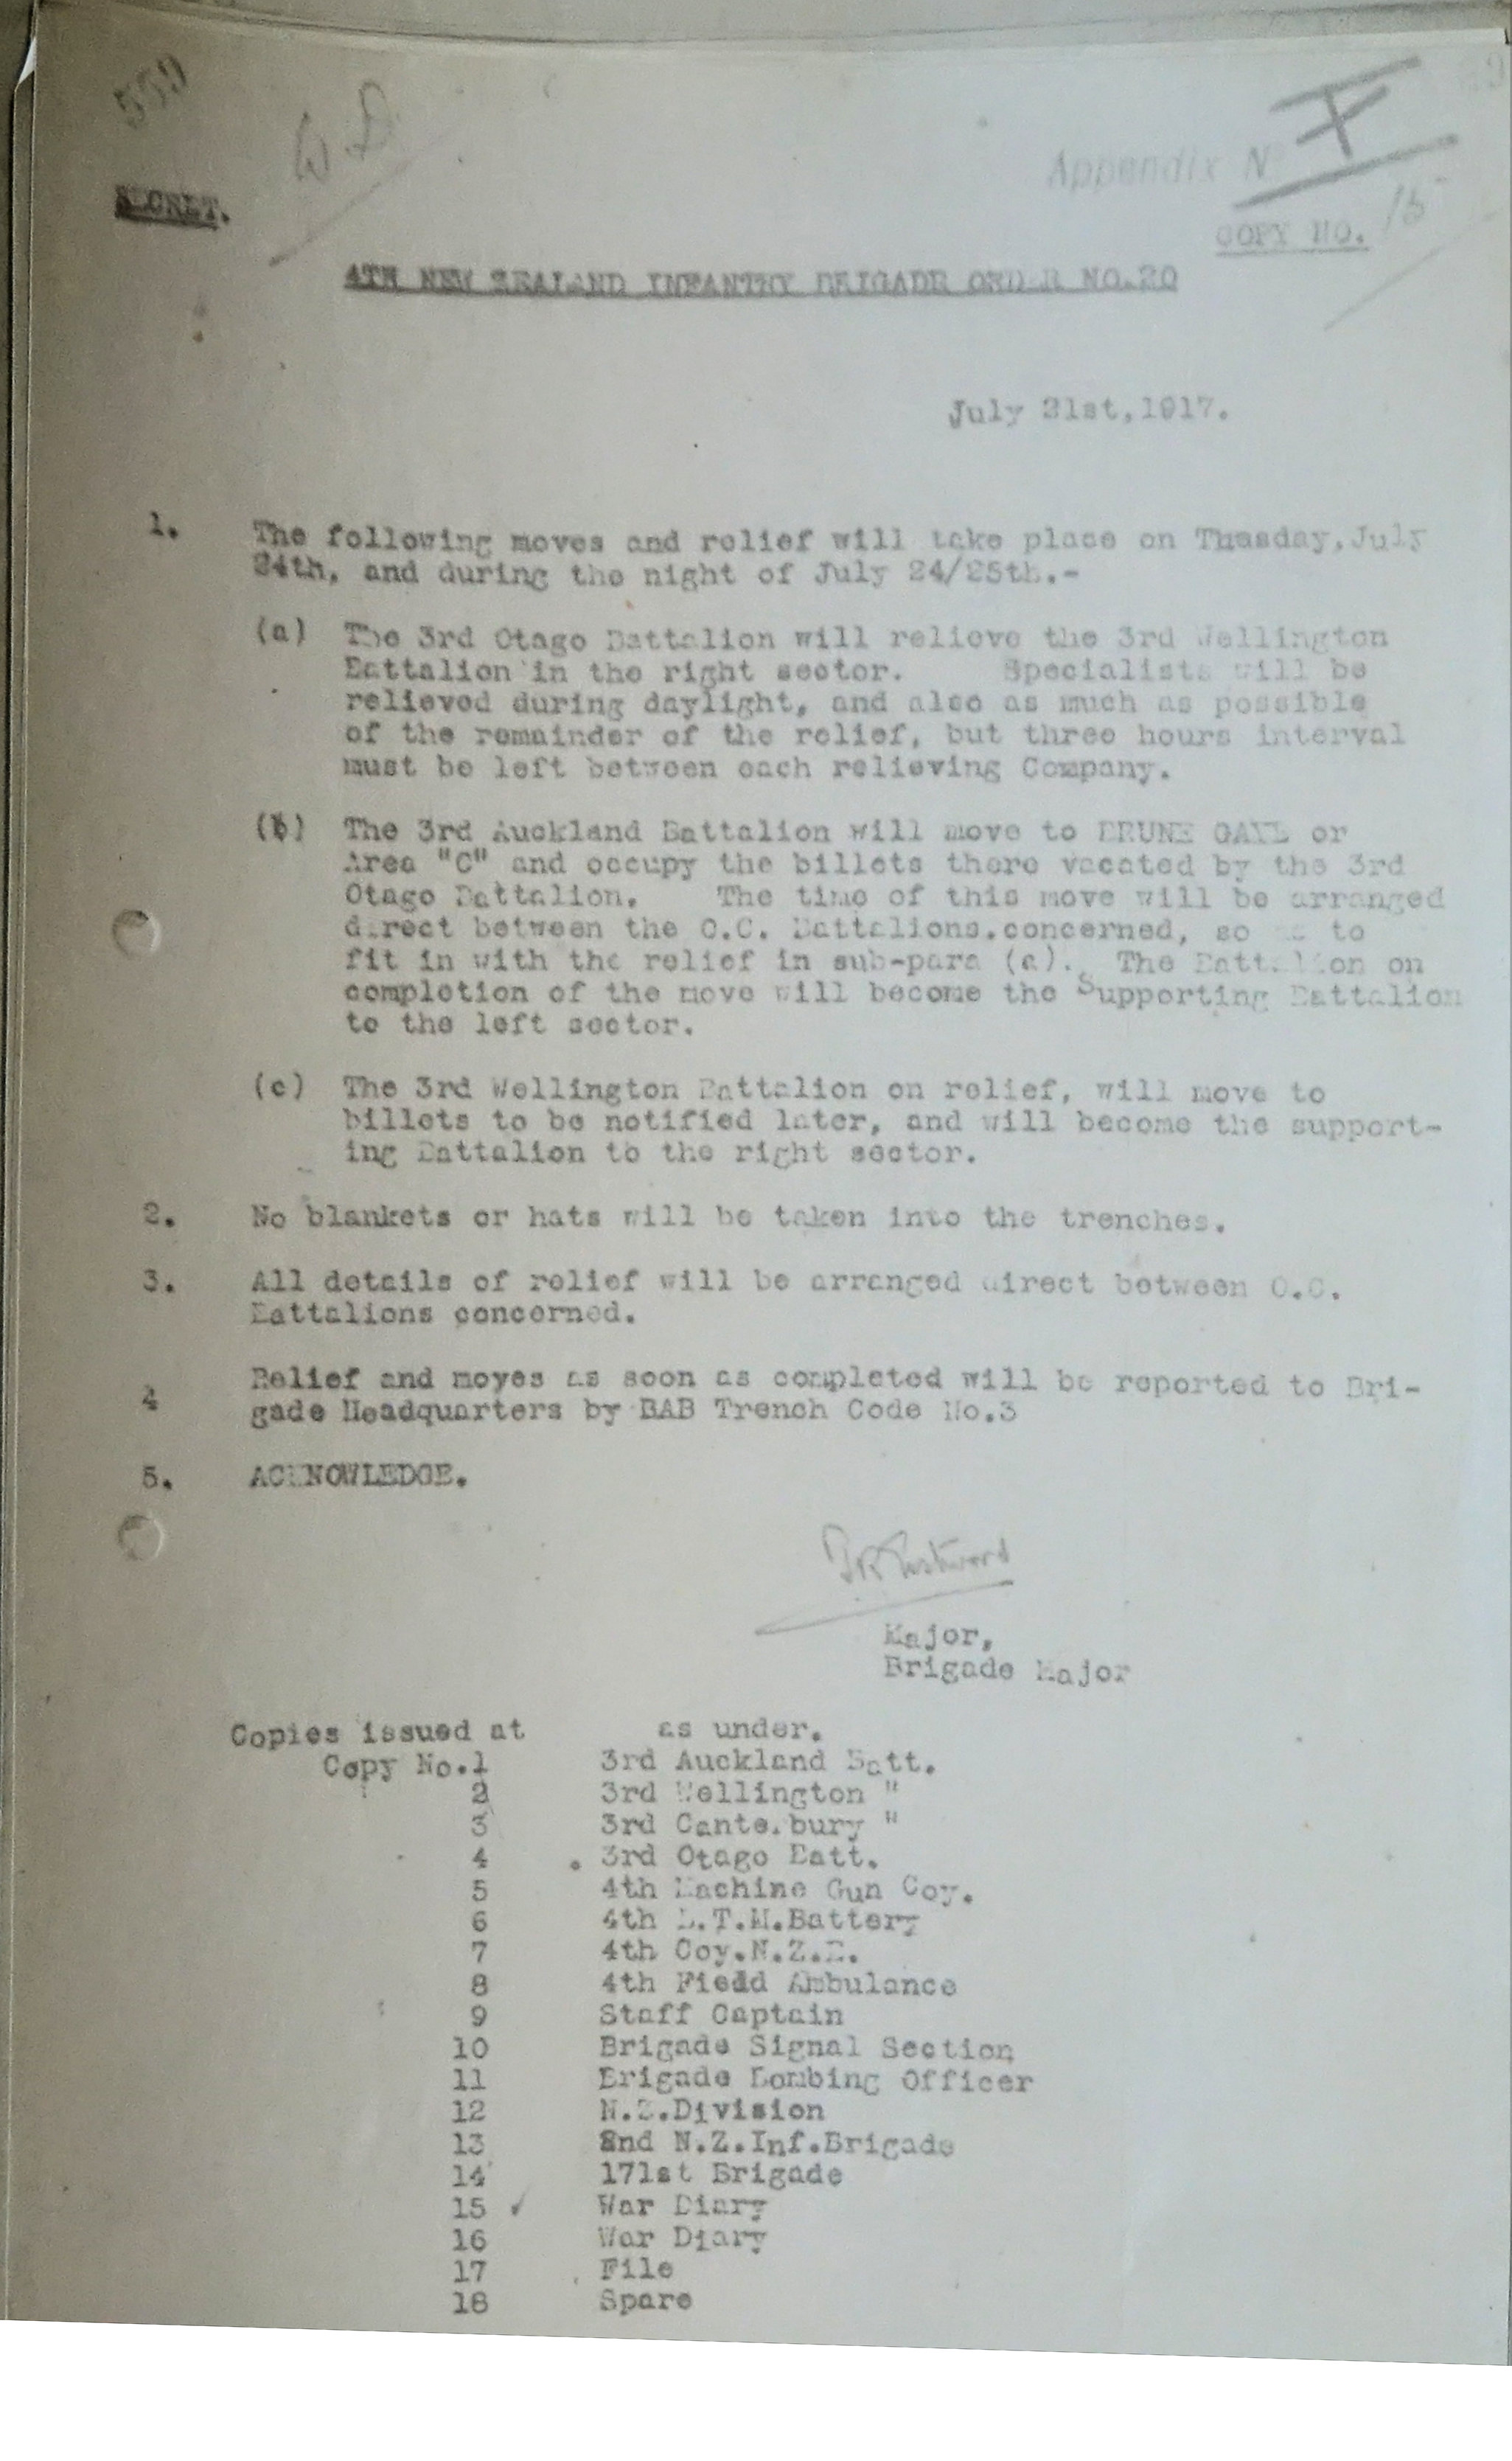 550
WD
Appendix No X
SECRET.
COPY NO. 15
4TH NEW ZEALAND INFANTRY BRIGADE ORDER NO.20
July 21st,1917.
1. The following moves and relief will take place on Tuesday,July
24th, and during the night of July 24/25th.-
(a) The 3rd Otago Battalion will relieve the 3rd Wellington
Battalion in the right sector. Specialists will be
relieved during daylight, and also as much as possible
of the remainder of the relief, but three hours interval
must be left between each relieving Company.
(b) The 3rd Auckland Battalion will move to PRUNE GAYE or
Area "C" and occupy the billets there vacated by the 3rd
Otago Battalion. The time of this move will be arranged
direct between the O.C. Battalions.concerned, so as to
fit in with the relief in sub-para (a). The Battalion on
completion of the move will become the Supporting Battalion
to the left sector.
(c) The 3rd Wellington Battalion on relief, will move to
billets to be notified later, and will become the support-
ing Battalion to the right sector.
2. No blankets or hats will be taken into the trenches.
3. All details of relief will be arranged direct between O.C.
Battalions concerned.
4 Relief and moves as soon as completed will be reported to Bri-
gade Headquarters by BAB Trench Code No.3
5. ACKNOWLEDGE.
Major,
Brigade Major
Copies issued at as under.
Copy No.1 3rd Auckland Batt.
2 3rd Wellington "
3 3rd Canterbury "
4 3rd Otago Batt.
5 4th Machine Gun Coy.
6 4th L.T.M.Battery
7 4th Coy.N.Z.E.
8 4th Field Ambulance
9 Staff Captain
10 Brigade Signal Section
11 Brigade Bombing Officer
12 N.Z.Division
13 2nd N.Z.Inf.Brigade
14 171st Brigade
15 ✓ War Diary
16 War Diary
17 File
18 Spare